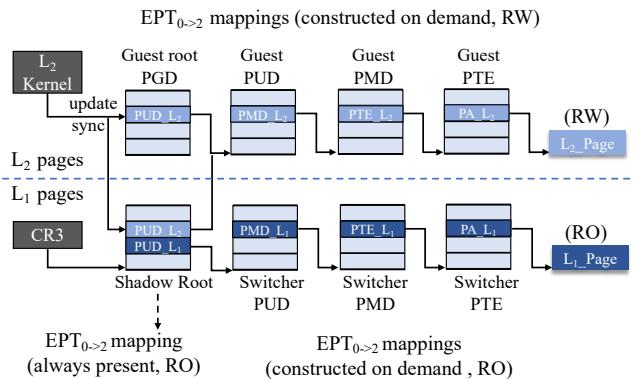 EPT0->2 mappings (constructed on demand, RW)
Guest root PGD
Guest PUD
Guest PMD
Guest PTE
L2 Kernel
update sync
PUD_L2
PMD_L2
PTE_L2
PA_L2
(RW)
L2_Page
L2 pages
L1 pages
CR3
PUD_L2
PUD_L1
PMD_L1
PTE_L1
PA_L1
(RO)
L1_Page
Shadow Root
Switcher PUD
Switcher PMD
Switcher PTE
EPT0->2 mapping
(always present, RO)
EPT0->2 mappings
(constructed on demand , RO)